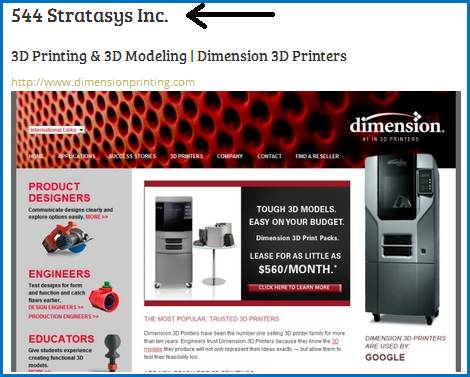 544 Stratasys Inc.
3D Printing & 3D Modeling | Dimension 3D Printers
http://www.dimensionprinting.com
International Links
dimension®
#1 IN 3D PRINTERS
HOME APPLICATIONS SUCCESS STORIES 3D PRINTERS COMPANY CONTACT FIND A RESELLER
PRODUCT
DESIGNERS
Communicate designs clearly and
explore options easily. MORE >>
ENGINEERS
Test designs for form
and function and catch
flaws earlier.
DESIGN ENGINEERS >>
PRODUCTION ENGINEERS >>
EDUCATORS
Give students experience
creating functional 3D
models.
TOUGH 3D MODELS.
EASY ON YOUR BUDGET.
Dimension 3D Print Packs.
LEASE FOR AS LITTLE AS
$560/MONTH.*
CLICK HERE TO LEARN MORE
THE MOST POPULAR, TRUSTED 3D PRINTERS
Dimension 3D Printers have been the number one selling 3D printer family for more
than ten years. Engineers trust Dimension 3D Printers because they know the 3D
models they produce will not only represent their ideas exactly — but allow them to
test their feasibility too
DIMENSION 3D PRINTERS
ARE USED BY:
GOOGLE